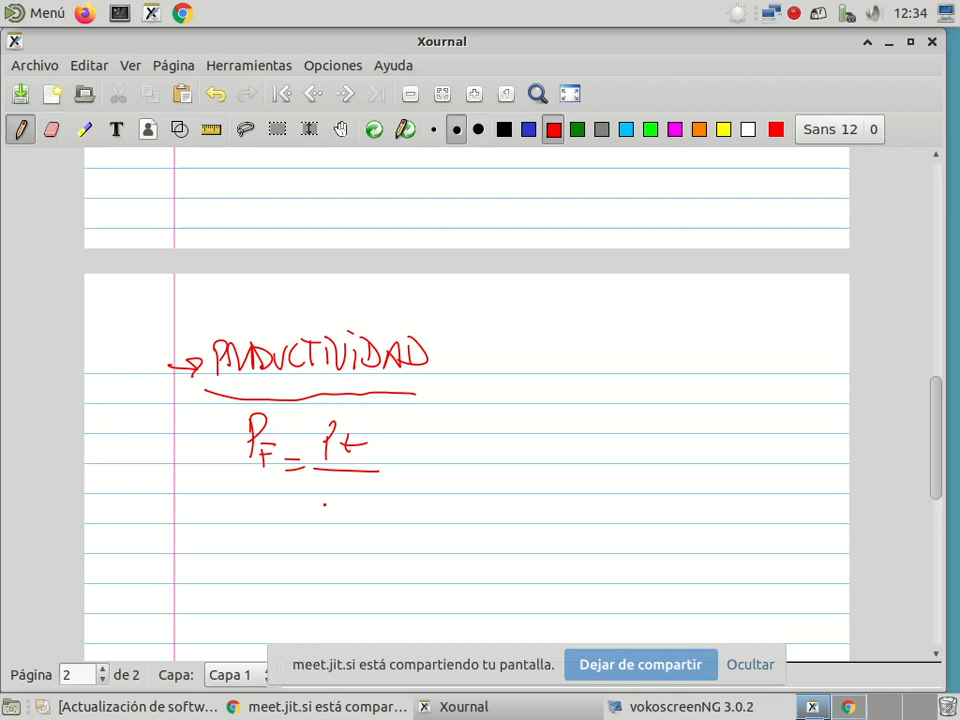 Menú
12:34
Xournal
Archivo Editar Ver Página Herramientas Opciones Ayuda
Sans 12 0
→ PRODUCTIVIDAD
P_F = Pt
Página 2 de 2 Capa: Capa 1
meet.jit.si está compartiendo tu pantalla. Dejar de compartir Ocultar
[Actualización de softw... meet.jit.si está compar... Xournal vokoscreenNG 3.0.2